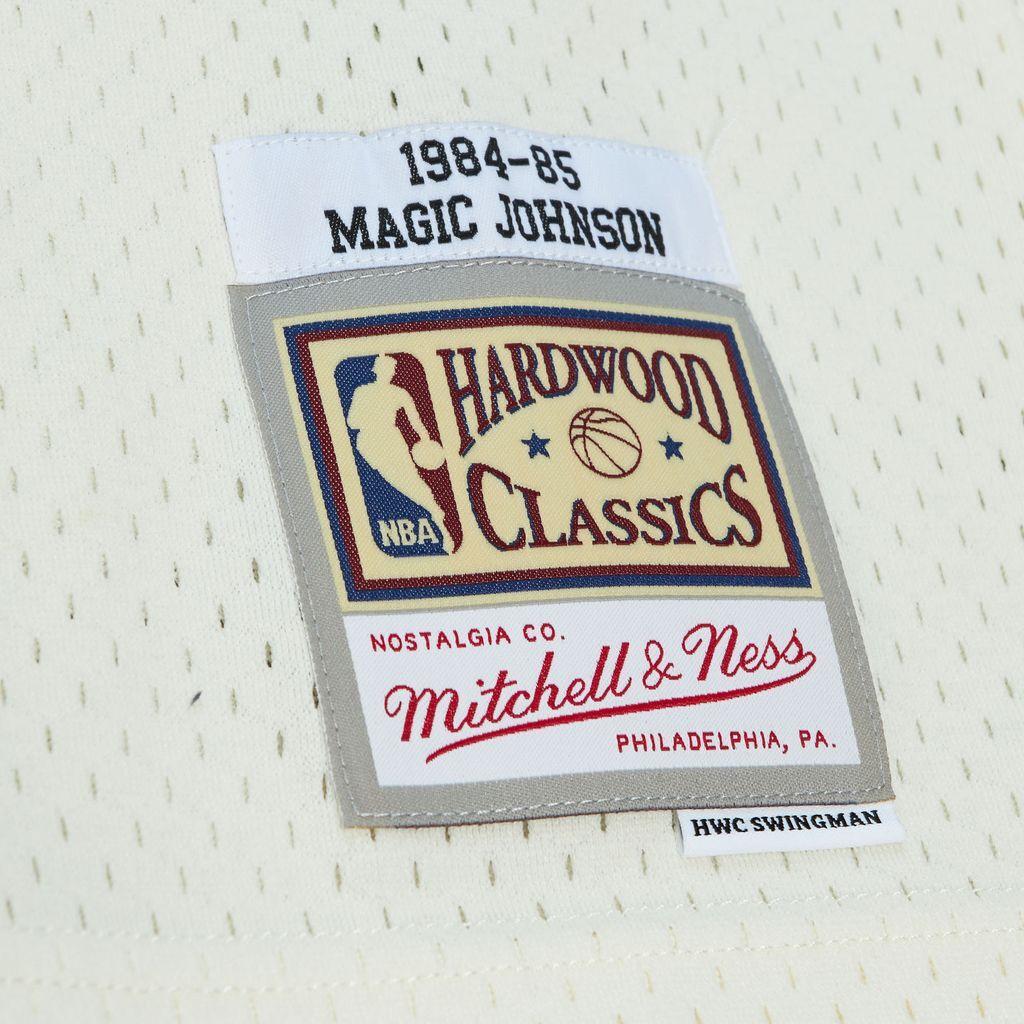 1984-85
MAGIC JOHNSON
HARDWOOD
CLASSICS
NBA
NOSTALGIA CO.
Mitchell & Ness
PHILADELPHIA, PA.
HWC SWINGMAN